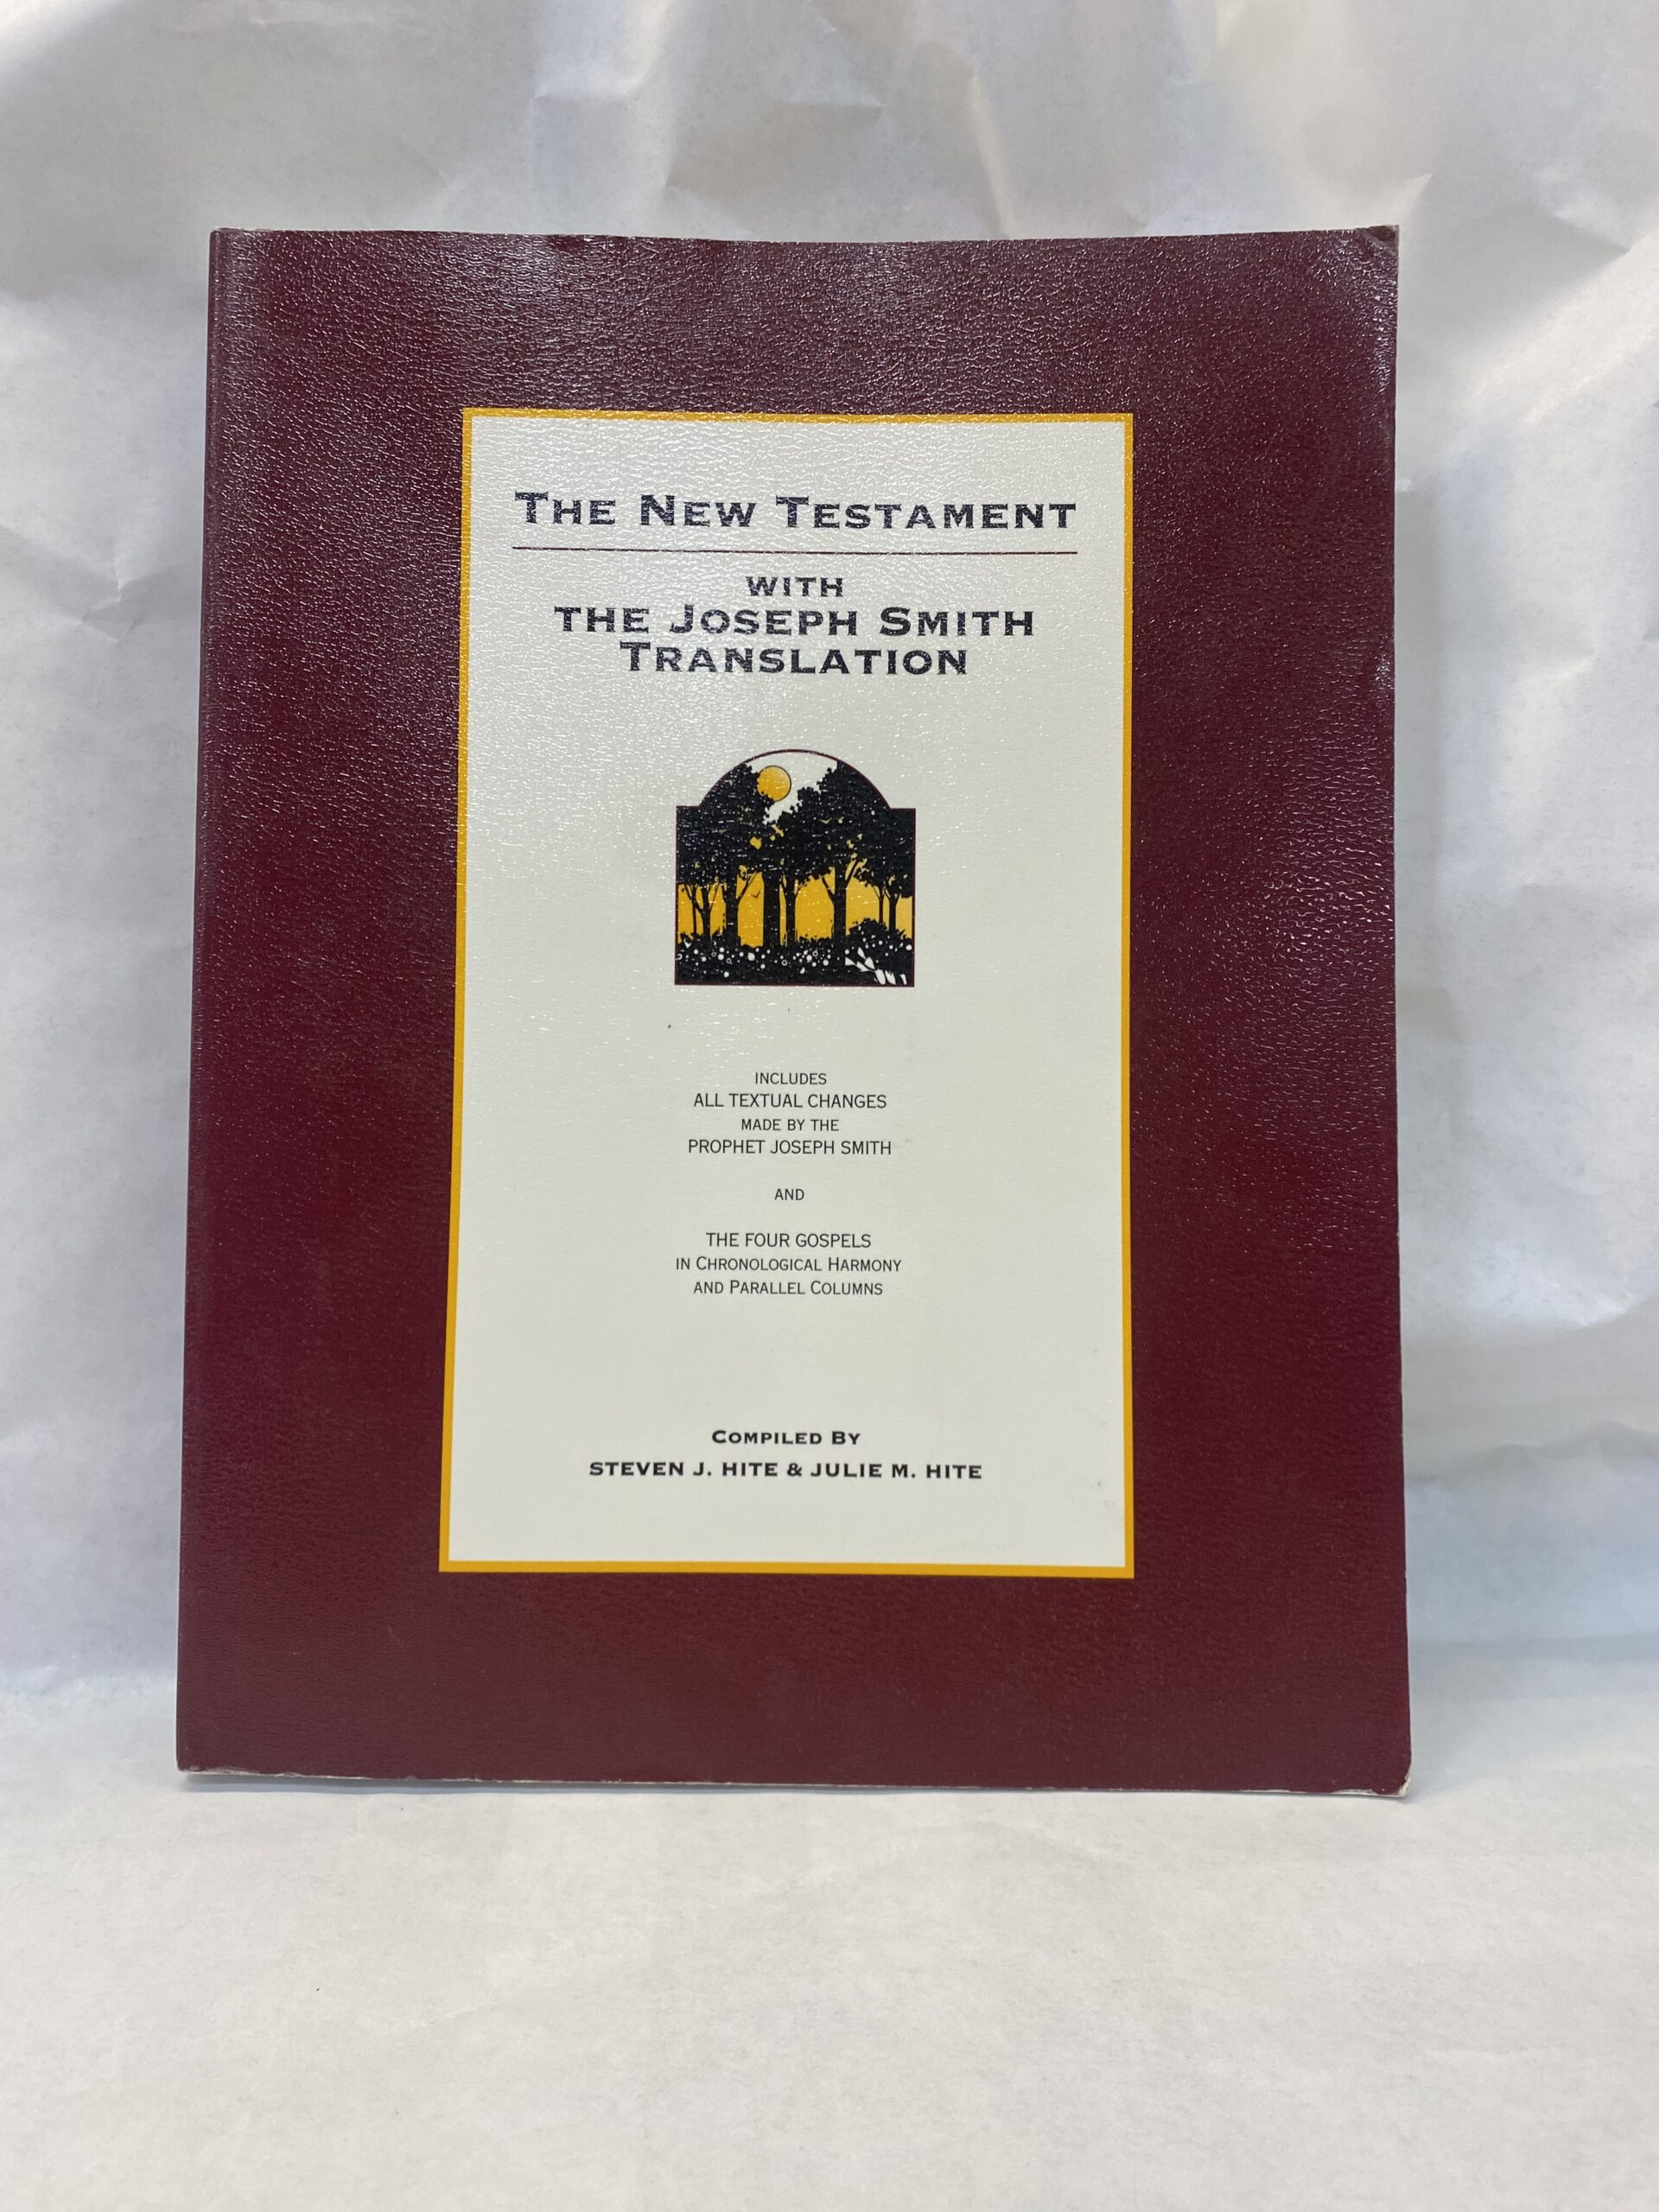 THE NEW TESTAMENT
WITH
THE JOSEPH SMITH
TRANSLATION
INCLUDES
ALL TEXTUAL CHANGES
MADE BY THE
PROPHET JOSEPH SMITH
AND
THE FOUR GOSPELS
IN CHRONOLOGICAL HARMONY
AND PARALLEL COLUMNS
COMPILED BY
STEVEN J. HITE & JULIE M. HITE